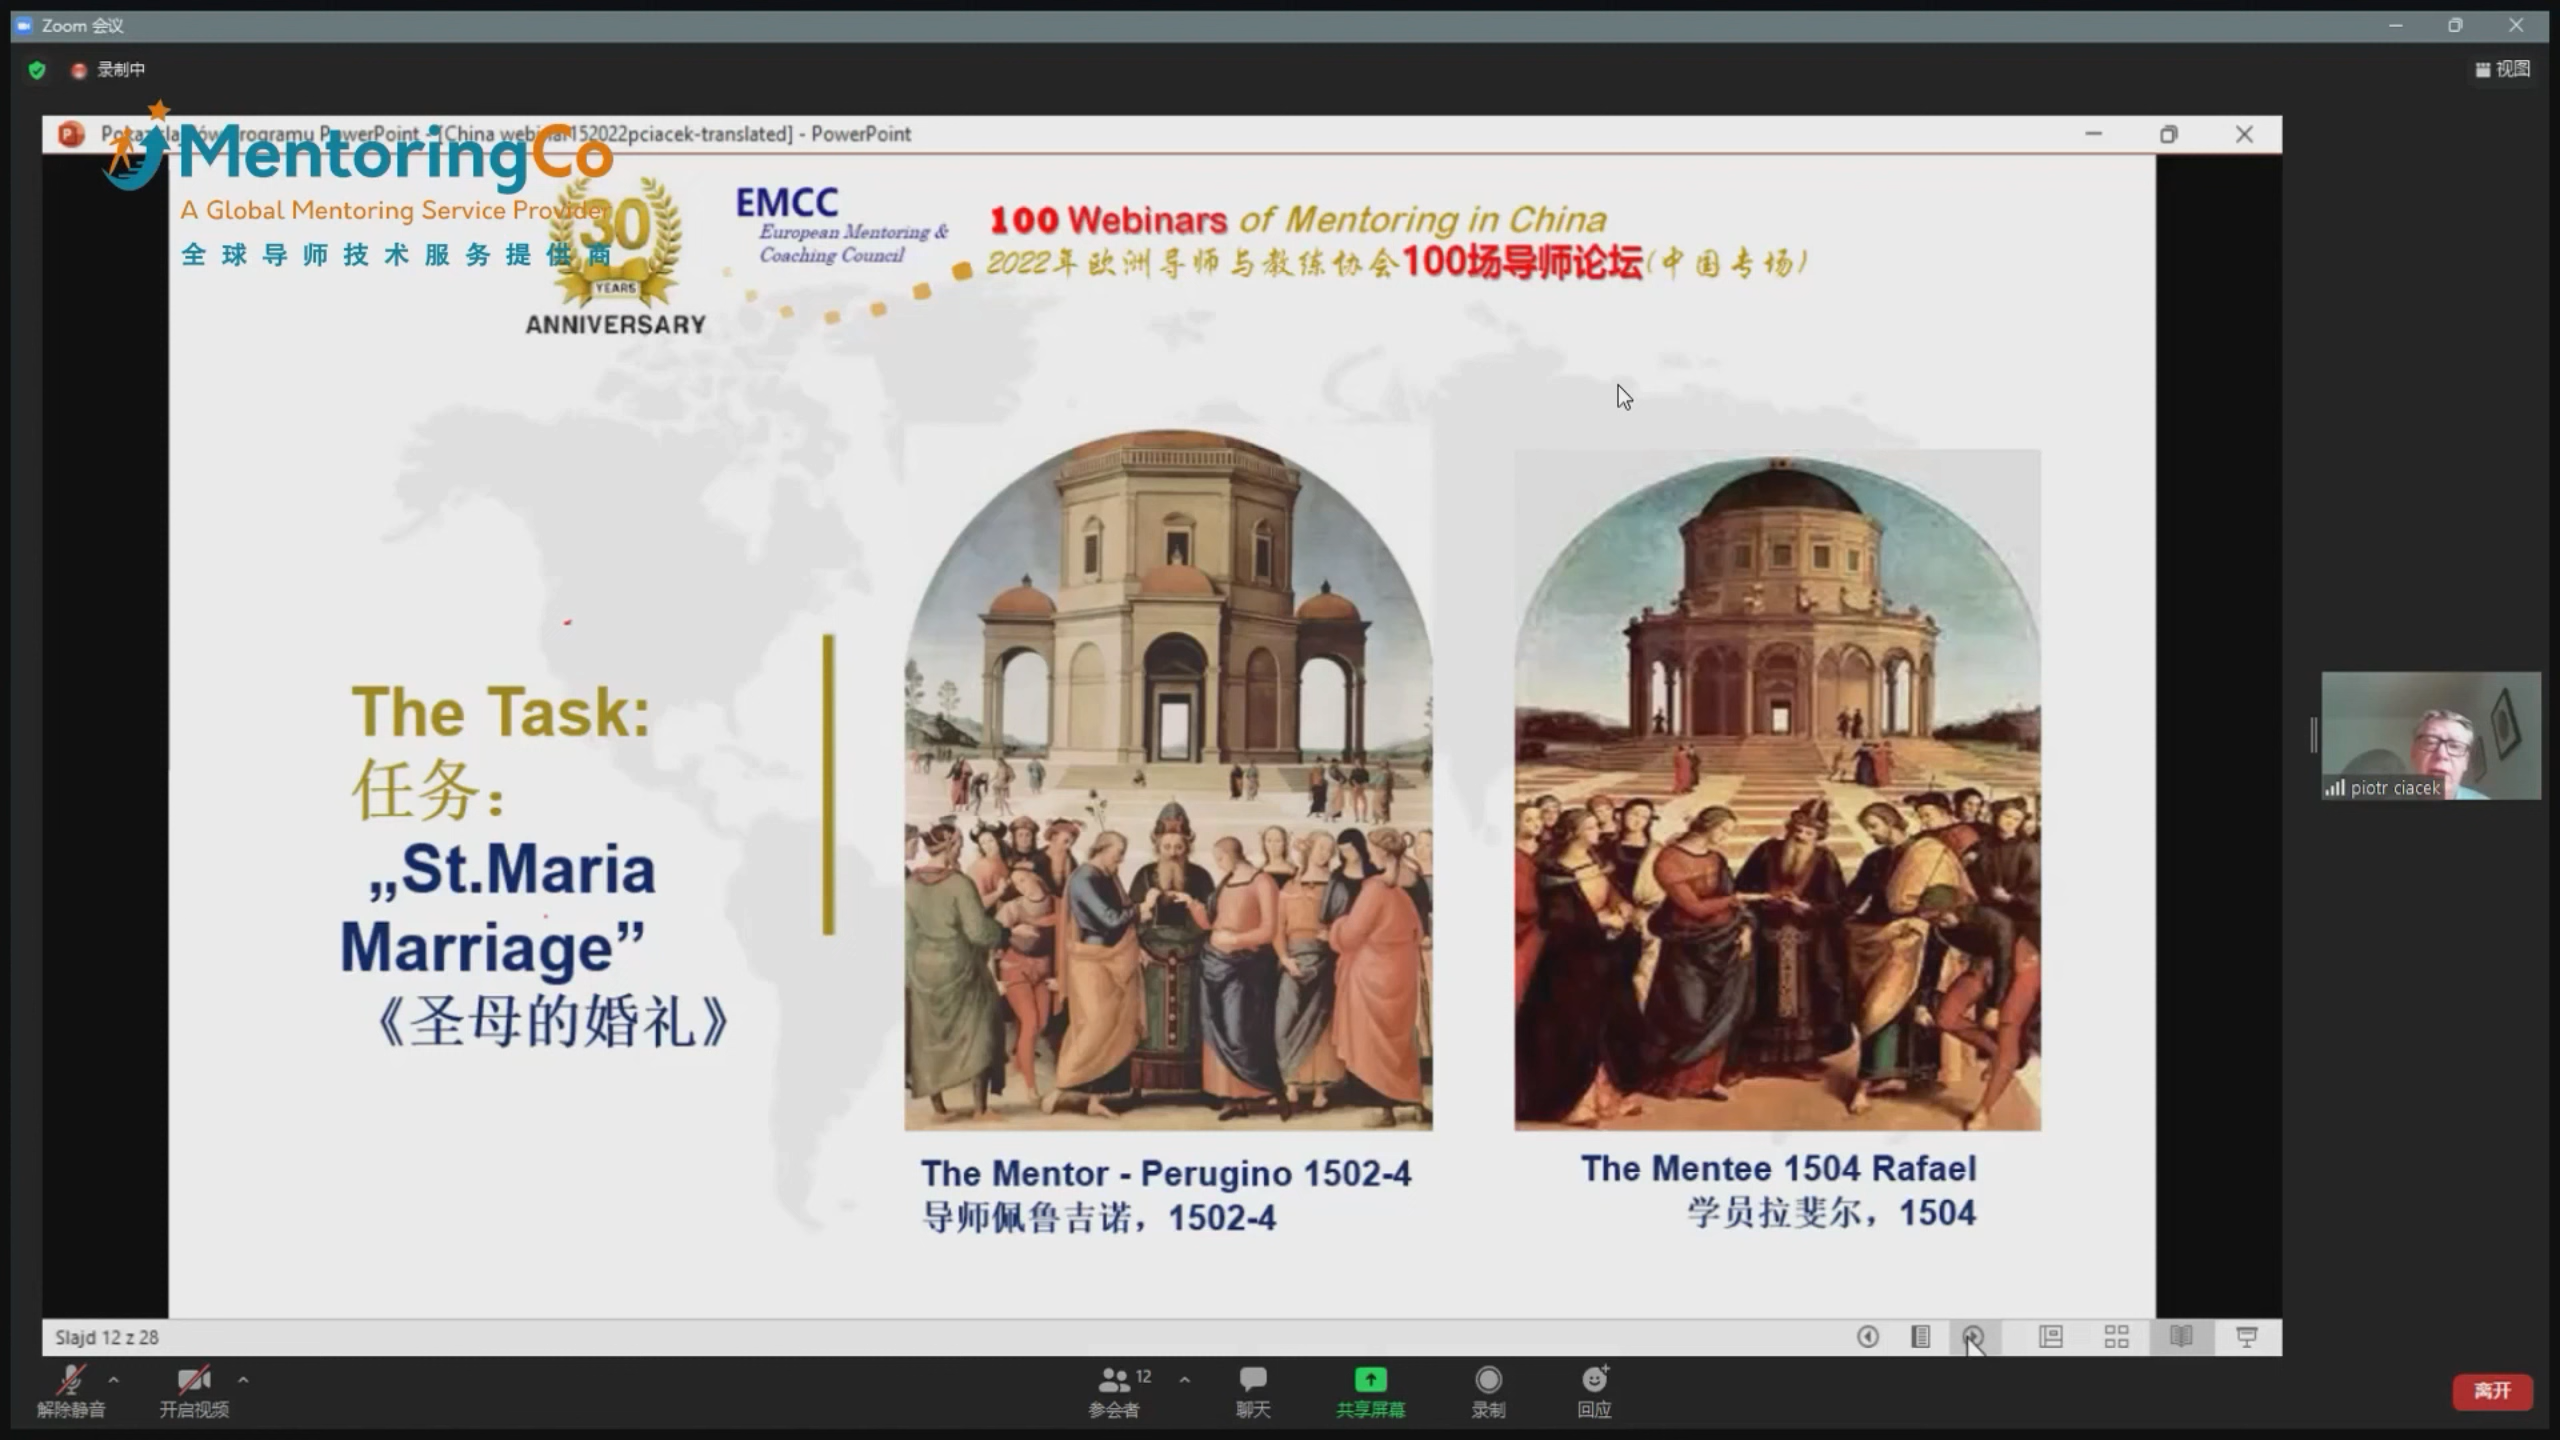 Zoom 会议
录制中
视图
[China webinar152022pciacek-translated] - PowerPoint
MentoringCo
A Global Mentoring Service Provider
全球导师技术服务提供商
30
YEARS
ANNIVERSARY
EMCC
European Mentoring &
Coaching Council
100 Webinars of Mentoring in China
2022年欧洲导师与教练协会100场导师论坛(中国专场)
The Task:
任务：
„St.Maria
Marriage”
《圣母的婚礼》
The Mentor - Perugino 1502-4
导师佩鲁吉诺，1502-4
The Mentee 1504 Rafael
学员拉斐尔，1504
piotr ciacek
Slajd 12 z 28
解除静音
开启视频
12
参会者
聊天
共享屏幕
录制
回应
离开